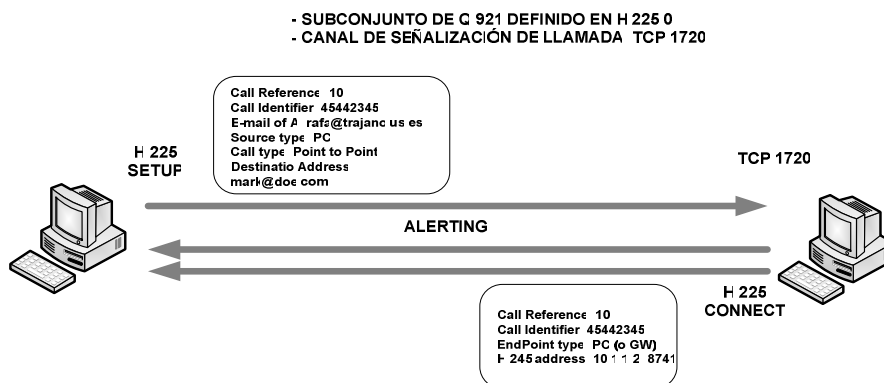 - SUBCONJUNTO DE Q 921 DEFINIDO EN H 225 0
- CANAL DE SEÑALIZACIÓN DE LLAMADA TCP 1720
Call Reference 10
Call Identifier 45442345
E-mail of A rafa@trajano us es
Source type PC
Call type Point to Point
Destinatio Address
mark@doe com
H 225
SETUP
TCP 1720
ALERTING
H 225
CONNECT
Call Reference 10
Call Identifier 45442345
EndPoint type PC (o GW)
H 245 address 10 1 1 2 8741